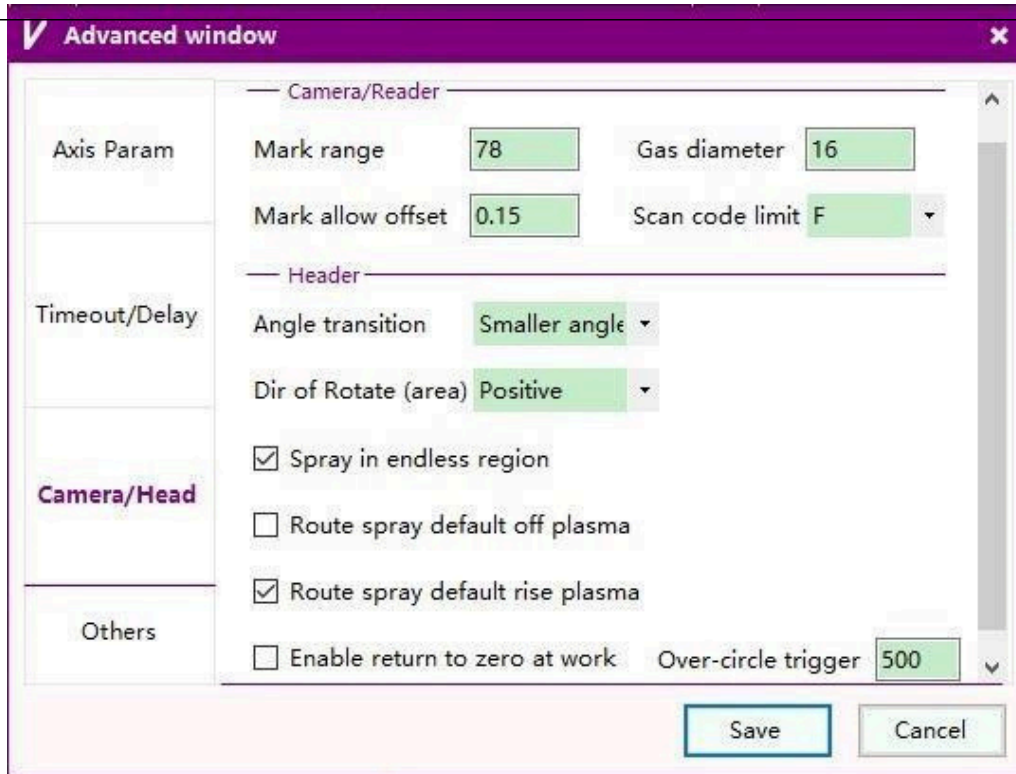 Advanced window
Camera/Reader
Axis Param
Mark range 78 Gas diameter 16
Mark allow offset 0.15 Scan code limit F
Header
Timeout/Delay
Angle transition Smaller angle
Dir of Rotate (area) Positive
Spray in endless region
Camera/Head
Route spray default off plasma
Route spray default rise plasma
Others
Enable return to zero at work Over-circle trigger 500
Save Cancel